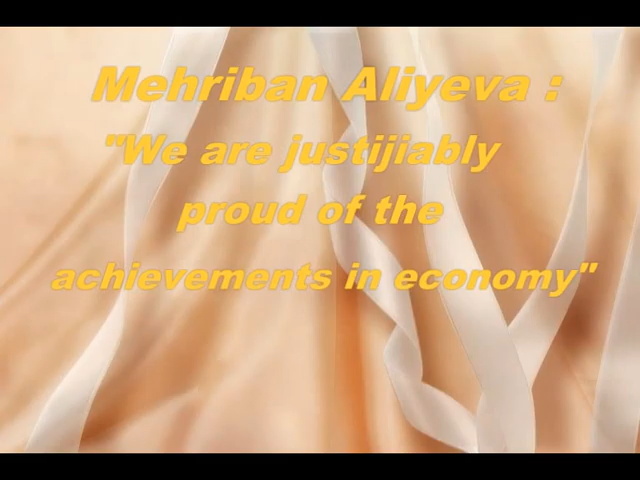 Mehriban Aliyeva :
"We are justijiably
proud of the
achievements in economy"